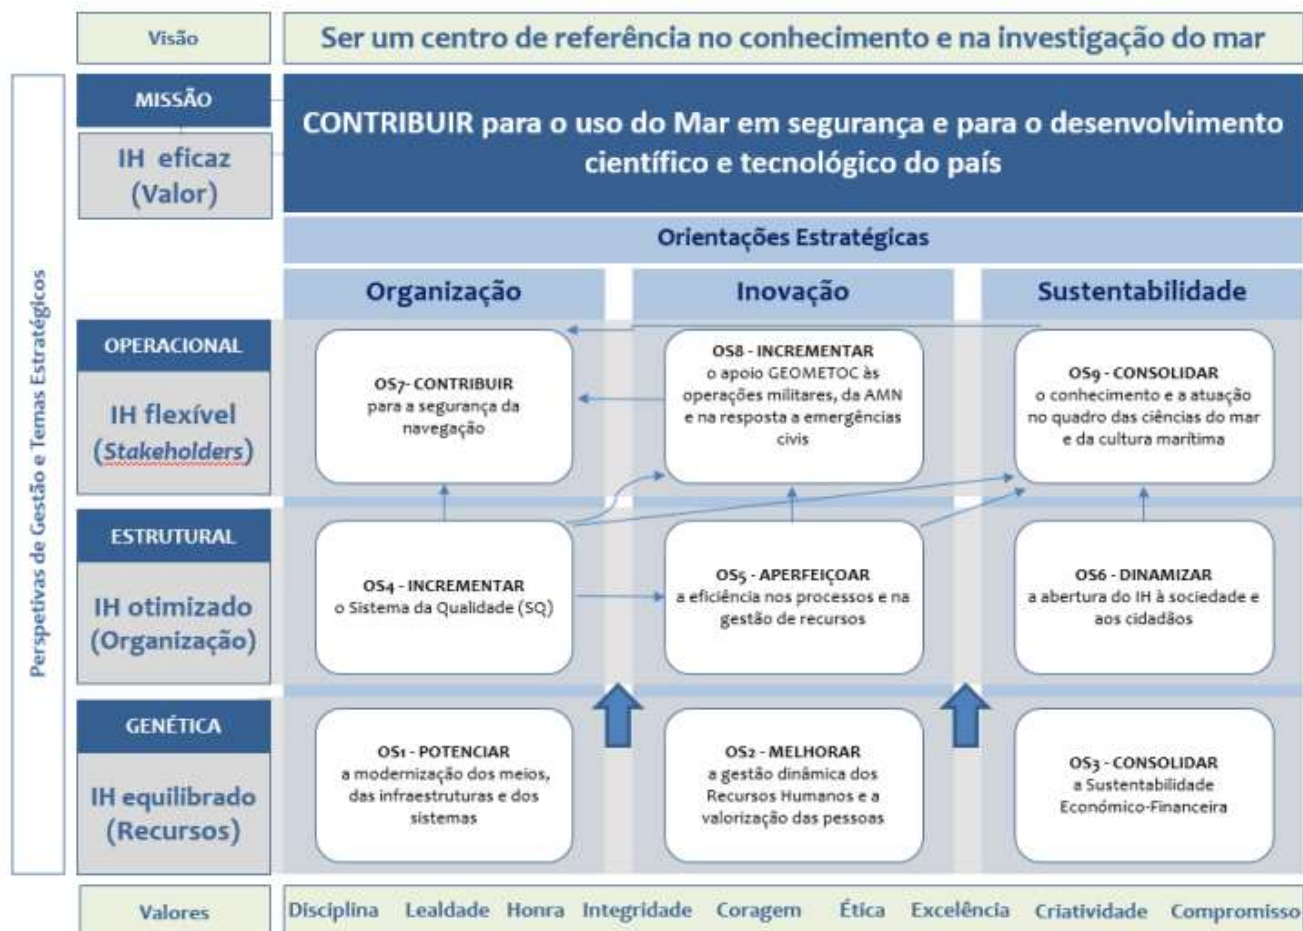 Visão
Ser um centro de referência no conhecimento e na investigação do mar
Perspetivas de Gestão e Temas Estratégicos
MISSÃO
IH eficaz
(Valor)
CONTRIBUIR para o uso do Mar em segurança e para o desenvolvimento
científico e tecnológico do país
Orientações Estratégicas
Organização
Inovação
Sustentabilidade
OPERACIONAL
IH flexível
(Stakeholders)
OS7- CONTRIBUIR
para a segurança da
navegação
OS8 - INCREMENTAR
o apoio GEOMETOC às
operações militares, da AMN
e na resposta a emergências
civis
OS9 - CONSOLIDAR
o conhecimento e a atuação
no quadro das ciências do mar
e da cultura marítima
ESTRUTURAL
IH otimizado
(Organização)
OS4 - INCREMENTAR
o Sistema da Qualidade (SQ)
OS5 - APERFEIÇOAR
a eficiência nos processos e na
gestão de recursos
OS6 - DINAMIZAR
a abertura do IH à sociedade e
aos cidadãos
GENÉTICA
IH equilibrado
(Recursos)
OS1 - POTENCIAR
a modernização dos meios,
das infraestruturas e dos
sistemas
OS2 - MELHORAR
a gestão dinâmica dos
Recursos Humanos e a
valorização das pessoas
OS3 - CONSOLIDAR
a Sustentabilidade
Económico-Financeira
Valores
Disciplina Lealdade Honra Integridade Coragem Ética Excelência Criatividade Compromisso